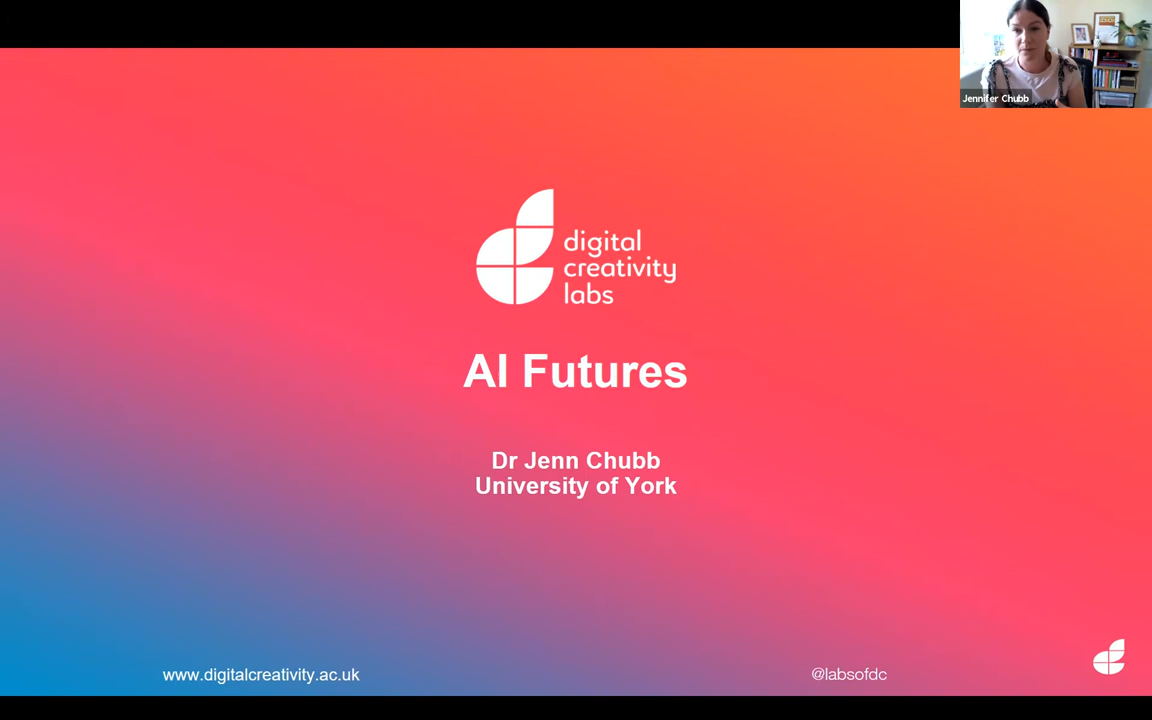 Jennifer Chubb
digital
creativity
labs
AI Futures
Dr Jenn Chubb
University of York
www.digitalcreativity.ac.uk
@labsofdc